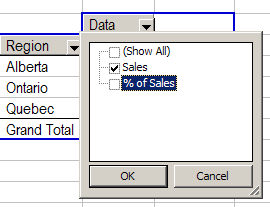 Data
Region
(Show All)
Alberta
Sales
Ontario
% of Sales
Quebec
Grand Total
OK
Cancel